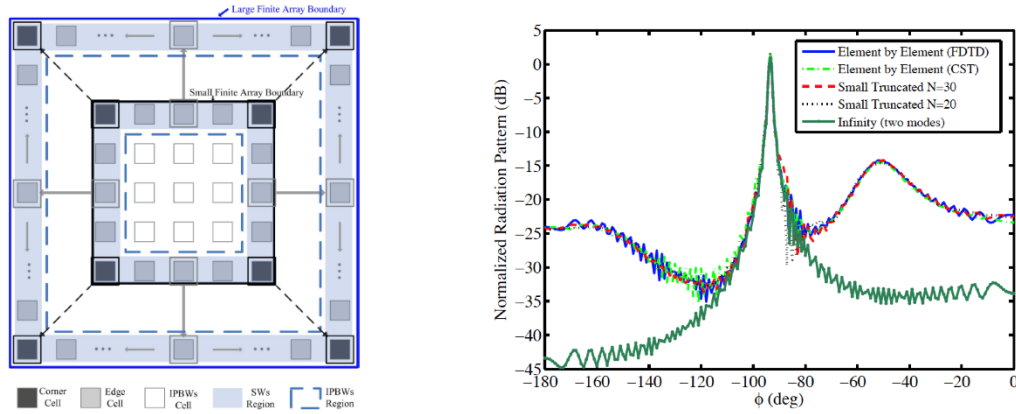 Large Finite Array Boundary
Small Finite Array Boundary
Corner Cell
Edge Cell
IPBWs Cell
SWs Region
IPBWs Region
Normalized Radiation Pattern (dB)
0
−5
−10
−15
−20
−25
−30
−35
−40
−45
Element by Element (FDTD)
Element by Element (CST)
Small Truncated N=30
Small Truncated N=20
Infinity (two modes)
−180 −160 −140 −120 −100 −80 −60 −40 −20 0
ϕ (deg)